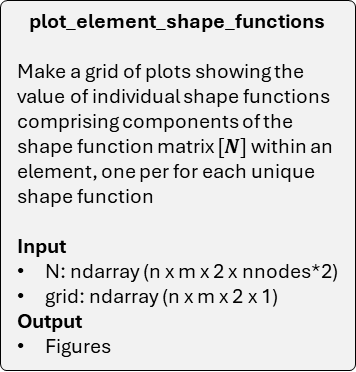 plot_element_shape_functions
Make a grid of plots showing the
value of individual shape functions
comprising components of the
shape function matrix [N] within an
element, one per for each unique
shape function
Input
• N: ndarray (n x m x 2 x nnodes*2)
• grid: ndarray (n x m x 2 x 1)
Output
• Figures